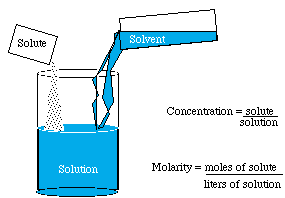 Solute
Solvent
Concentration = solute
solution
Solution
Molarity = moles of solute
liters of solution